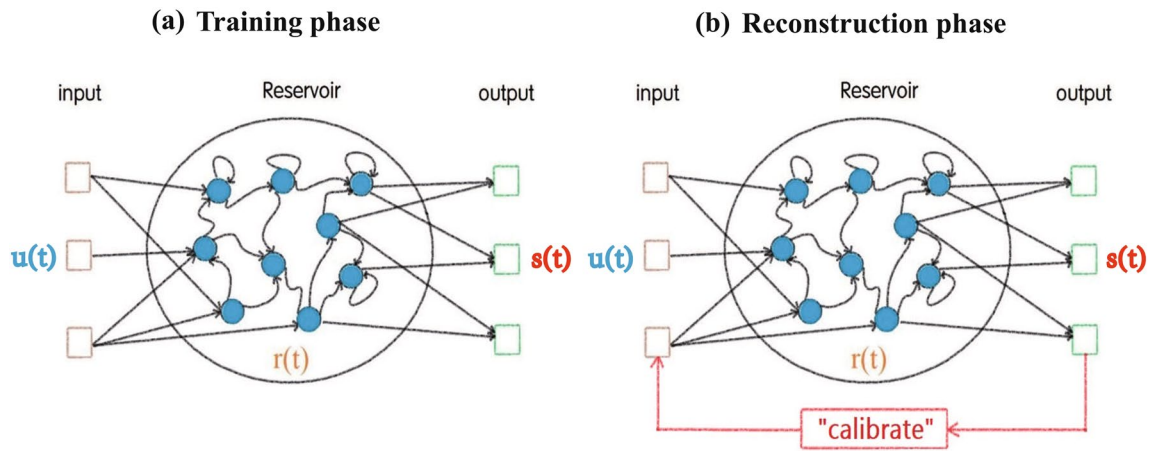 (a) Training phase
(b) Reconstruction phase
input
Reservoir
output
input
Reservoir
output
u(t)
s(t)
u(t)
s(t)
r(t)
r(t)
"calibrate"